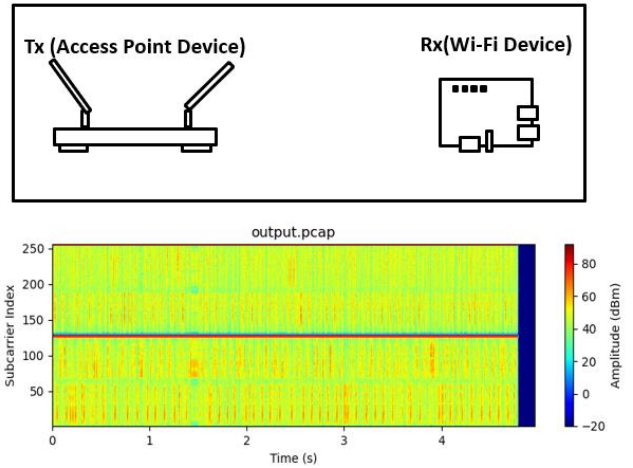 Tx (Access Point Device)
Rx(Wi-Fi Device)
output.pcap
250
200
150
100
50
Subcarrier Index
0 1 2 3 4
Time (s)
80
60
40
20
0
−20
Amplitude (dBm)